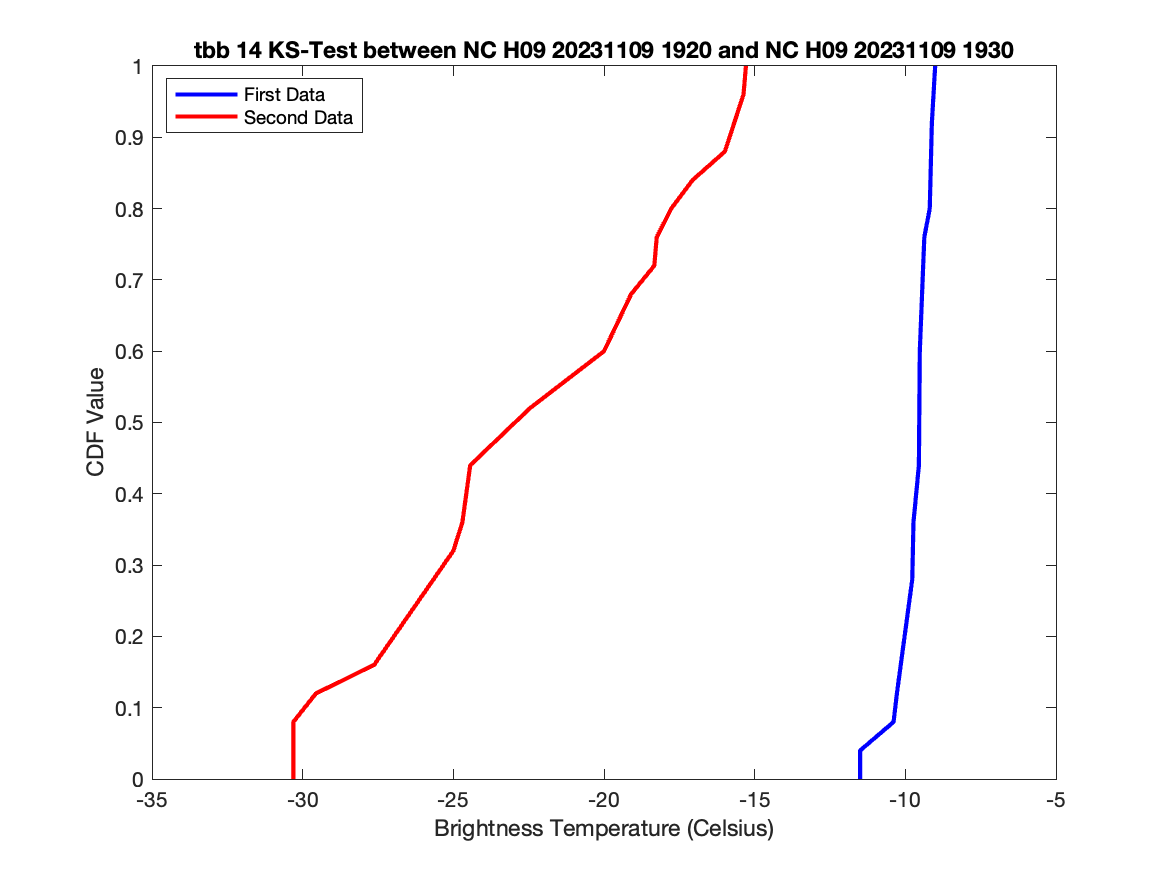 tbb 14 KS-Test between NC H09 20231109 1920 and NC H09 20231109 1930
First Data
Second Data
CDF Value
1
0.9
0.8
0.7
0.6
0.5
0.4
0.3
0.2
0.1
0
-35 -30 -25 -20 -15 -10 -5
Brightness Temperature (Celsius)